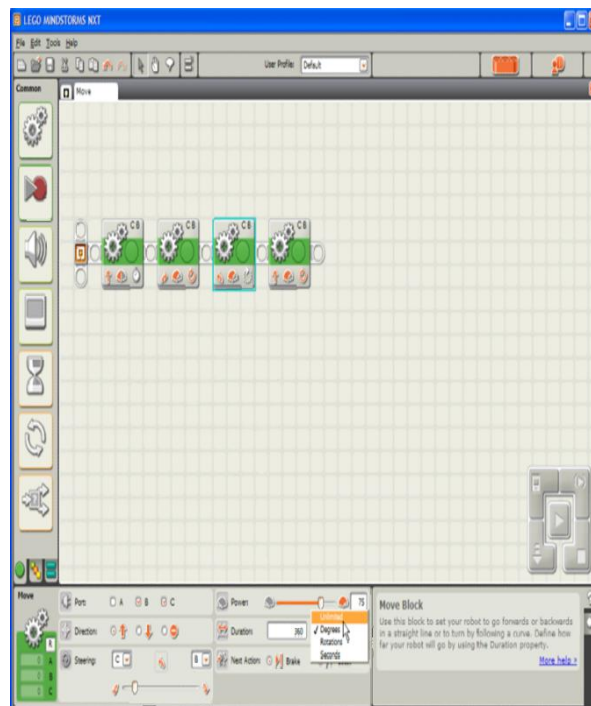 LEGO MINDSTORMS NXT
File Edit Tools Help
User Profile: Default
Common
Move
C B C B C B C B
Move
Port: A B C
Power: 75
Unlimited
Direction:
Duration: 360 Degrees
Rotations
Steering: C B
Next Action: Brake
Seconds
A
B
C
Move Block
Use this block to set your robot to go forwards or backwards
in a straight line or to turn by following a curve. Define how
far your robot will go by using the Duration property.
More help »